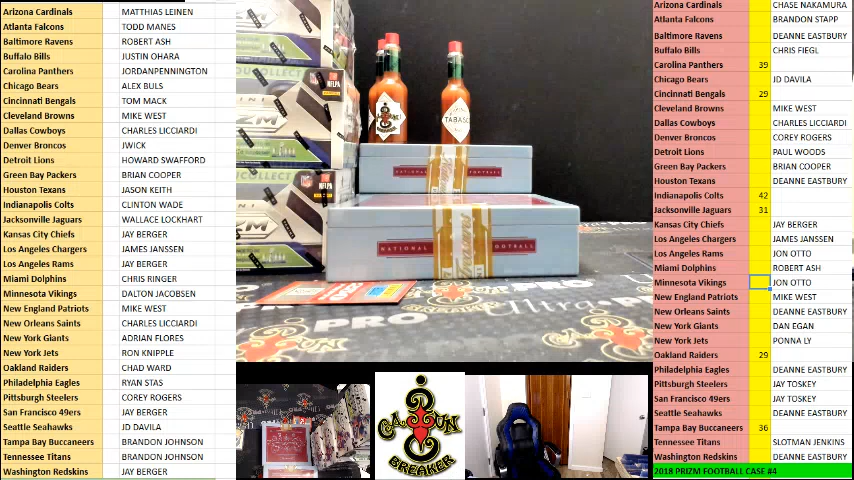 Arizona Cardinals MATTHIAS LEINEN
Atlanta Falcons TODD MANES
Baltimore Ravens ROBERT ASH
Buffalo Bills JUSTIN OHARA
Carolina Panthers JORDANPENNINGTON
Chicago Bears ALEX BULS
Cincinnati Bengals TOM MACK
Cleveland Browns MIKE WEST
Dallas Cowboys CHARLES LICCIARDI
Denver Broncos JWICK
Detroit Lions HOWARD SWAFFORD
Green Bay Packers BRIAN COOPER
Houston Texans JASON KEITH
Indianapolis Colts CLINTON WADE
Jacksonville Jaguars WALLACE LOCKHART
Kansas City Chiefs JAY BERGER
Los Angeles Chargers JAMES JANSSEN
Los Angeles Rams JAY BERGER
Miami Dolphins CHRIS RINGER
Minnesota Vikings DALTON JACOBSEN
New England Patriots MIKE WEST
New Orleans Saints CHARLES LICCIARDI
New York Giants ADRIAN FLORES
New York Jets RON KNIPPLE
Oakland Raiders CHAD WARD
Philadelphia Eagles RYAN STAS
Pittsburgh Steelers COREY ROGERS
San Francisco 49ers JAY BERGER
Seattle Seahawks JD DAVILA
Tampa Bay Buccaneers BRANDON JOHNSON
Tennessee Titans BRANDON JOHNSON
Washington Redskins JAY BERGER
TABASCO
NATIONAL FOOTBALL
NATIONAL FOOTBALL
PRO
Ultra PRO
CAJUN
BREAKER
Arizona Cardinals CHASE NAKAMURA
Atlanta Falcons BRANDON STAPP
Baltimore Ravens DEANNE EASTBURY
Buffalo Bills CHRIS FIEGL
Carolina Panthers 39
Chicago Bears JD DAVILA
Cincinnati Bengals 29
Cleveland Browns MIKE WEST
Dallas Cowboys CHARLES LICCIARDI
Denver Broncos COREY ROGERS
Detroit Lions PAUL WOODS
Green Bay Packers BRIAN COOPER
Houston Texans DEANNE EASTBURY
Indianapolis Colts 42
Jacksonville Jaguars 31
Kansas City Chiefs JAY BERGER
Los Angeles Chargers JAMES JANSSEN
Los Angeles Rams JON OTTO
Miami Dolphins ROBERT ASH
Minnesota Vikings JON OTTO
New England Patriots MIKE WEST
New Orleans Saints DEANNE EASTBURY
New York Giants DAN EGAN
New York Jets PONNA LY
Oakland Raiders 29
Philadelphia Eagles DEANNE EASTBURY
Pittsburgh Steelers JAY TOSKEY
San Francisco 49ers JAY TOSKEY
Seattle Seahawks DEANNE EASTBURY
Tampa Bay Buccaneers 36
Tennessee Titans SLOTMAN JENKINS
Washington Redskins DEANNE EASTBURY
2018 PRIZM FOOTBALL CASE #4